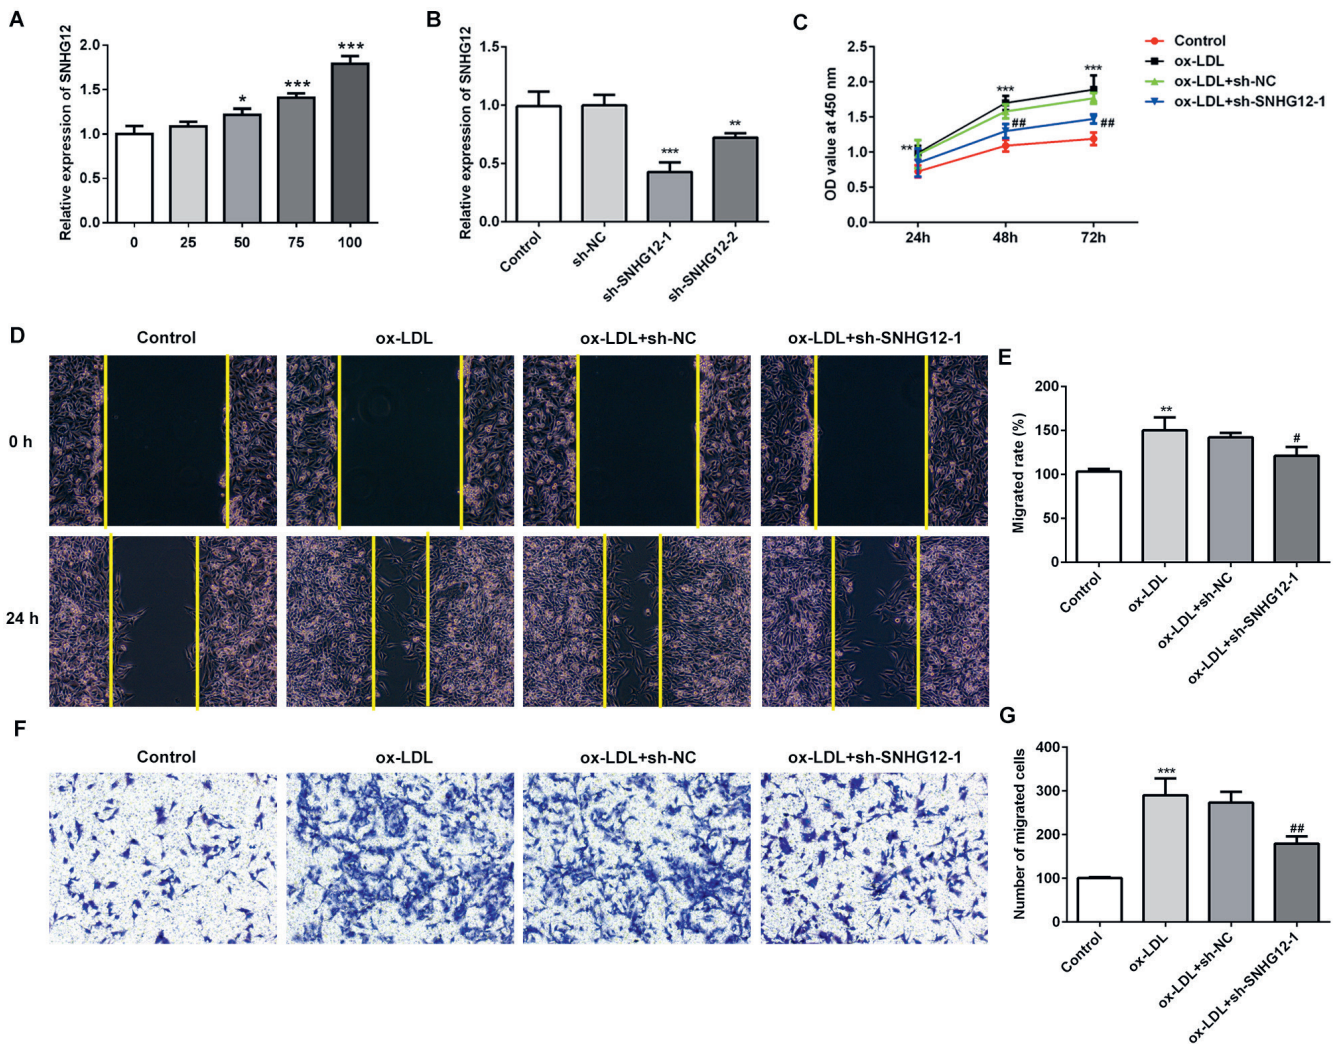 A
Relative expression of SNHG12
2.0
1.5
1.0
0.5
0.0
*
***
***
0 25 50 75 100
B
Relative expression of SNHG12
1.5
1.0
0.5
0.0
***
**
Control
sh-NC
sh-SNHG12-1
sh-SNHG12-2
C
OD value at 450 nm
2.5
2.0
1.5
1.0
0.5
0.0
**
***
##
***
##
24h 48h 72h
Control
ox-LDL
ox-LDL+sh-NC
ox-LDL+sh-SNHG12-1
D
Control ox-LDL ox-LDL+sh-NC ox-LDL+sh-SNHG12-1
0 h
24 h
E
Migrated rate (%)
200
150
100
50
0
**
#
Control
ox-LDL
ox-LDL+sh-NC
ox-LDL+sh-SNHG12-1
F
Control ox-LDL ox-LDL+sh-NC ox-LDL+sh-SNHG12-1
G
Number of migrated cells
400
300
200
100
0
***
##
Control
ox-LDL
ox-LDL+sh-NC
ox-LDL+sh-SNHG12-1